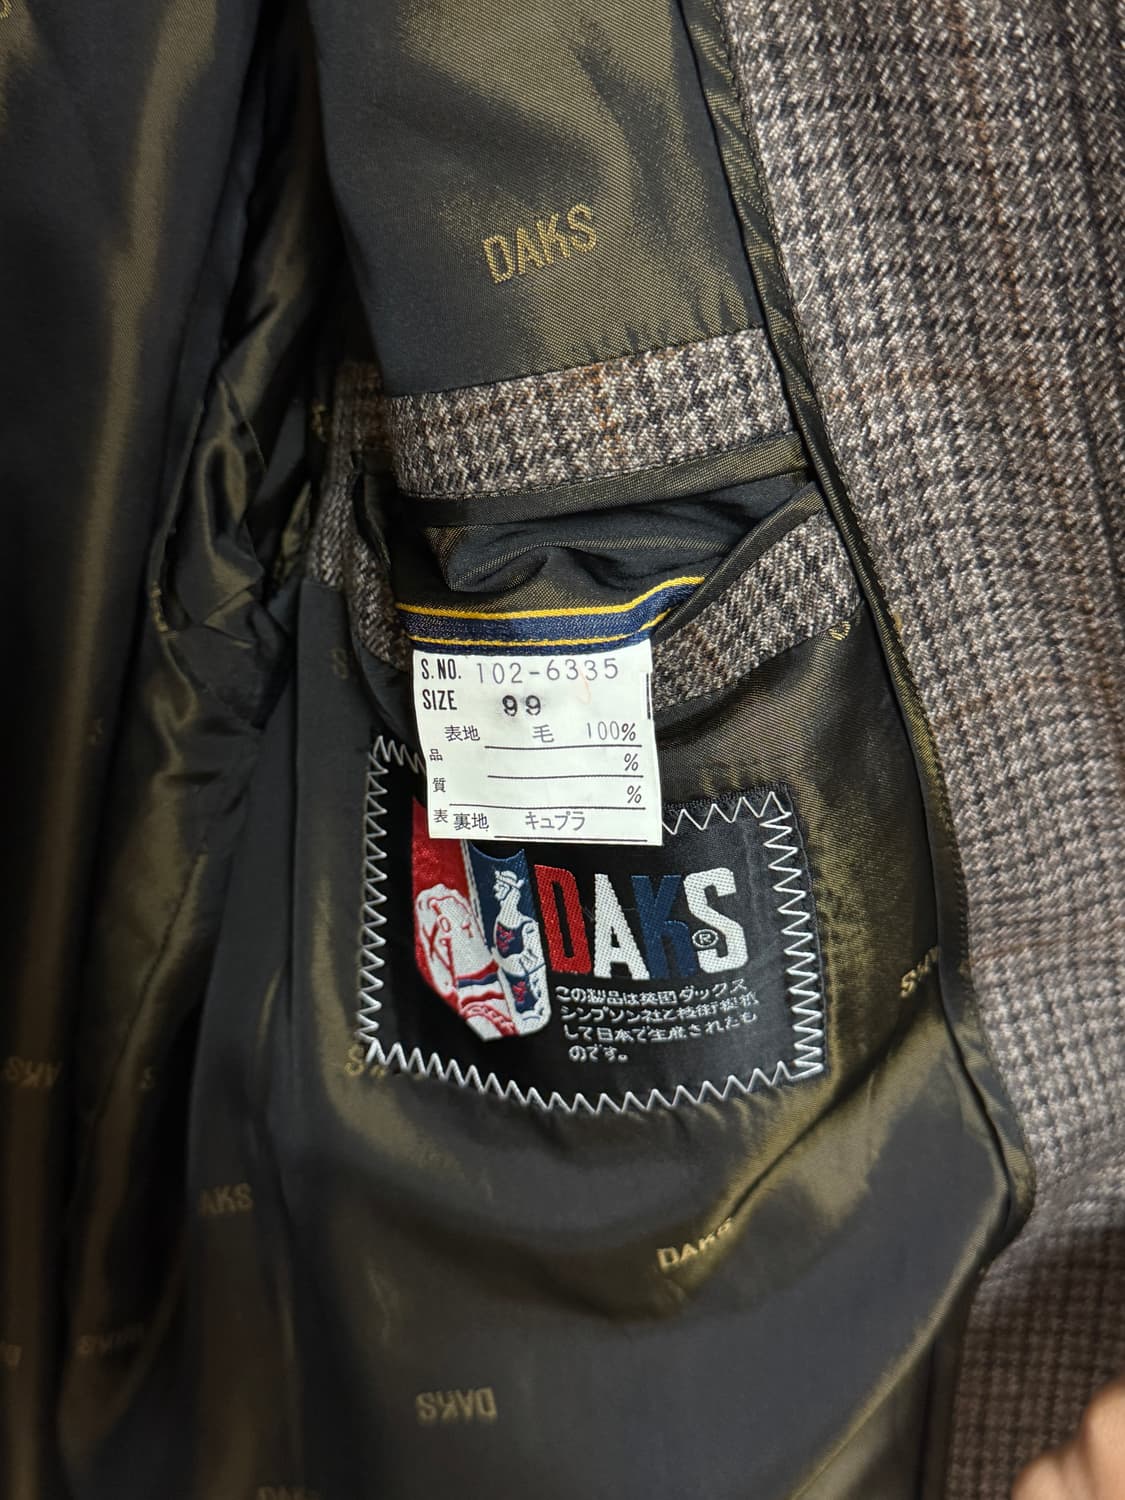 DAKS
S.NO. 102-6335
SIZE 99
表地 毛 100%
品 %
質 %
表 裏地 キュプラ
DAKS®
この製品は英国ダックス
シンプソン社と技術提携
して日本で生産されたも
のです。
AKS
DAKS
DAKS
DAKS